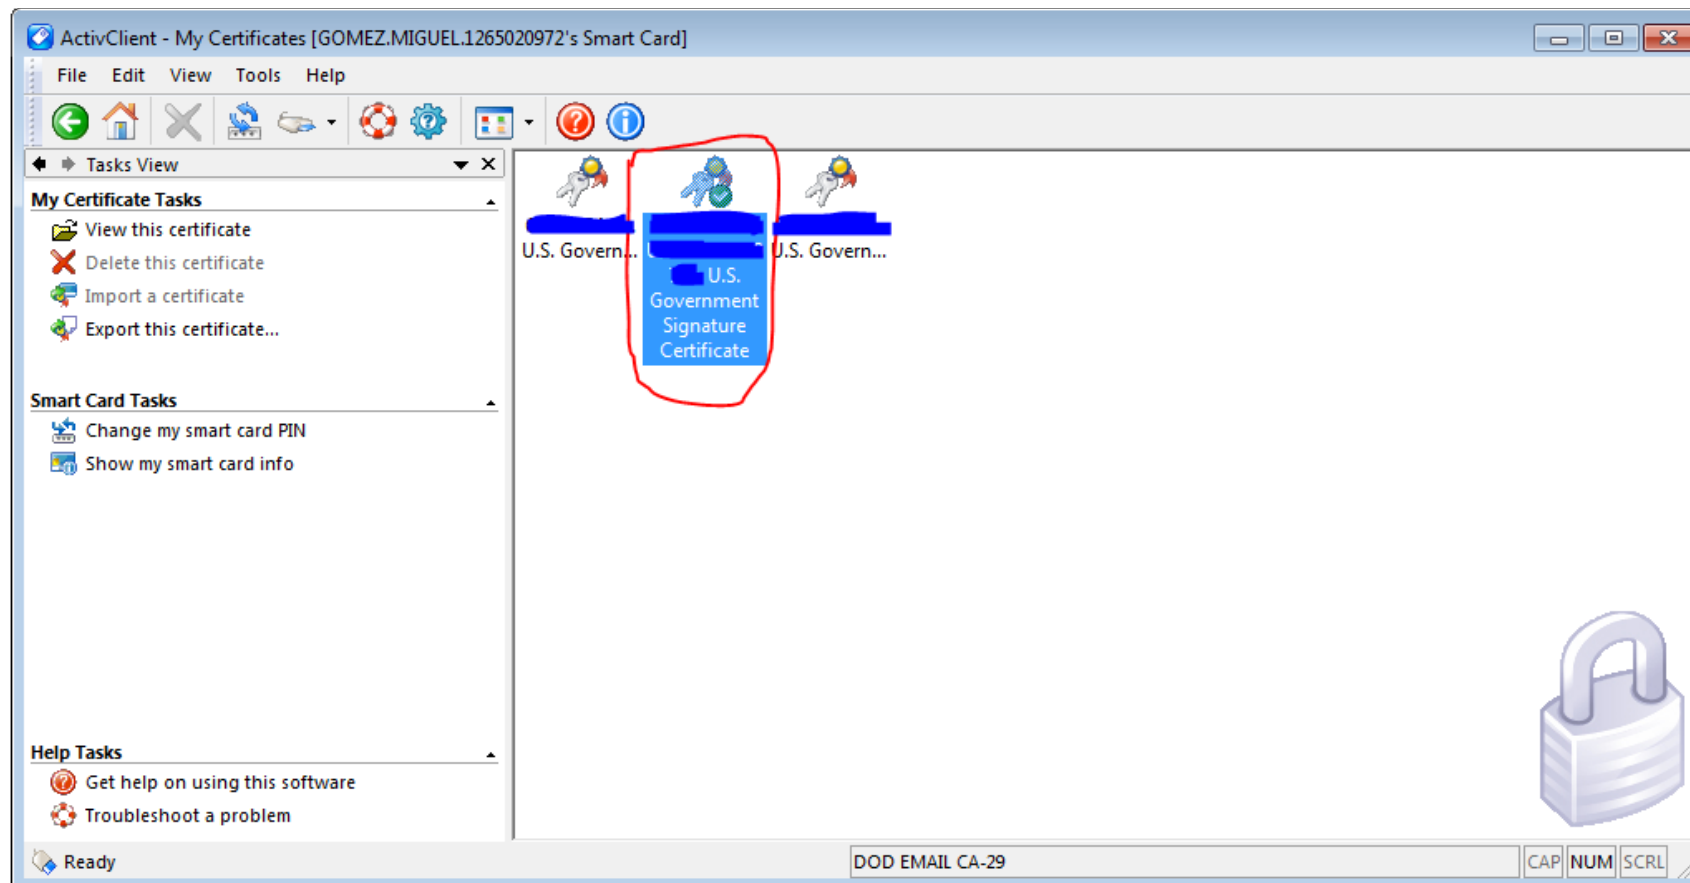 ActivClient - My Certificates [GOMEZ.MIGUEL.1265020972's Smart Card]
File Edit View Tools Help
Tasks View
My Certificate Tasks
View this certificate
Delete this certificate
Import a certificate
Export this certificate...
Smart Card Tasks
Change my smart card PIN
Show my smart card info
Help Tasks
Get help on using this software
Troubleshoot a problem
U.S. Govern...
U.S.
Government
Signature
Certificate
U.S. Govern...
Ready
DOD EMAIL CA-29
CAP NUM SCRL